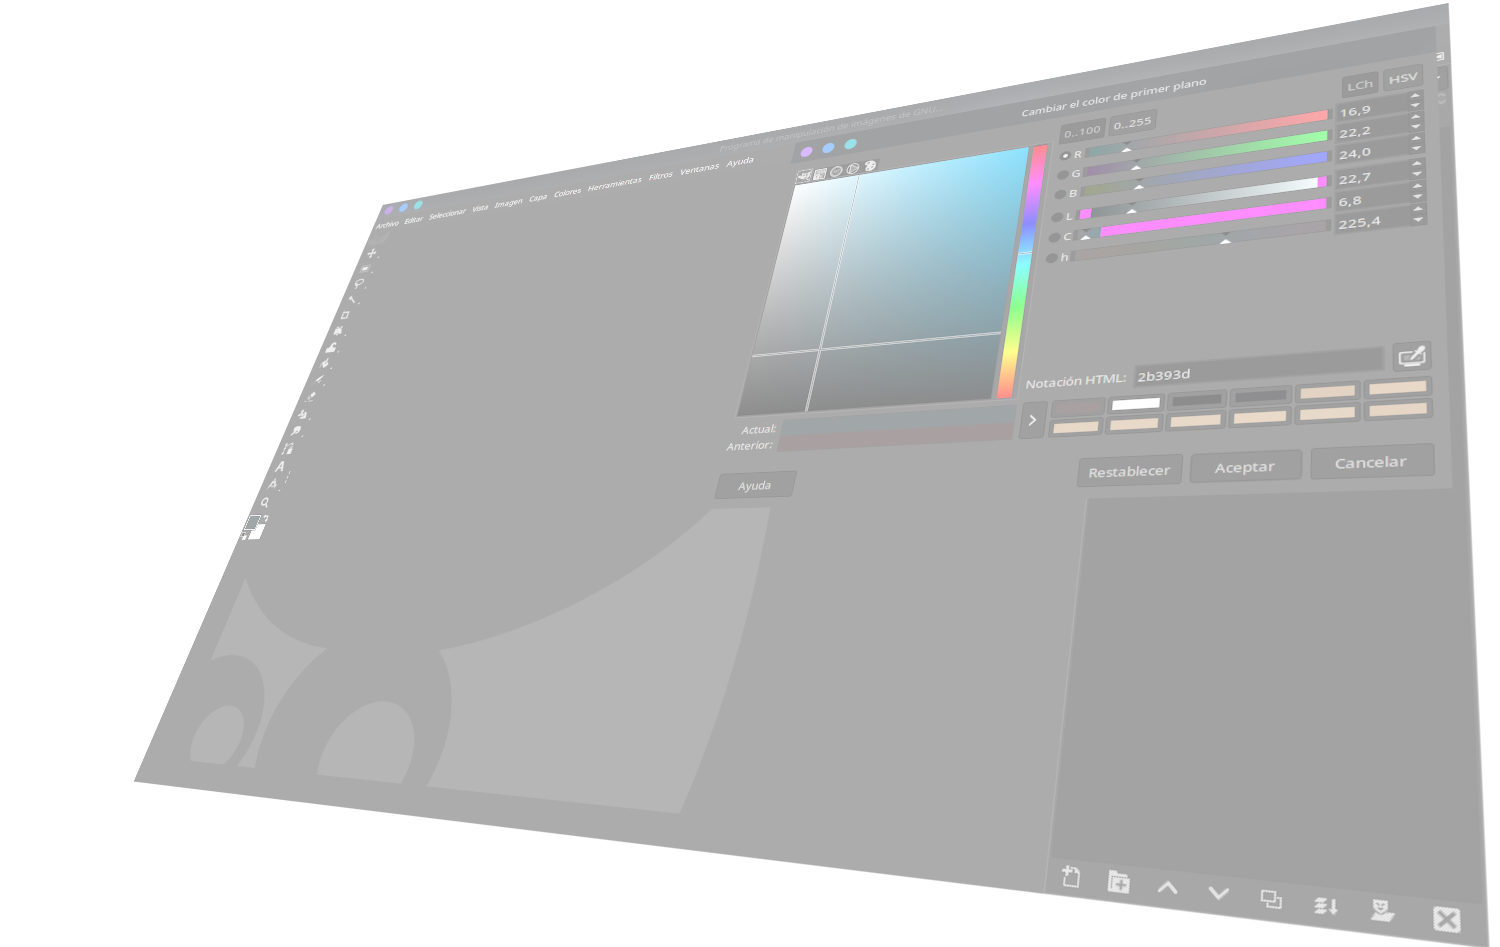 Programa de manipulación de imágenes de GNU
Archivo Editar Seleccionar Vista Imagen Capa Colores Herramientas Filtros Ventanas Ayuda
Cambiar el color de primer plano
0..100 0..255 LCh HSV
R 16,9
G 22,2
B 24,0
L 22,7
C 6,8
h 225,4
Notación HTML: 2b393d
Actual:
Anterior:
Ayuda Restablecer Aceptar Cancelar